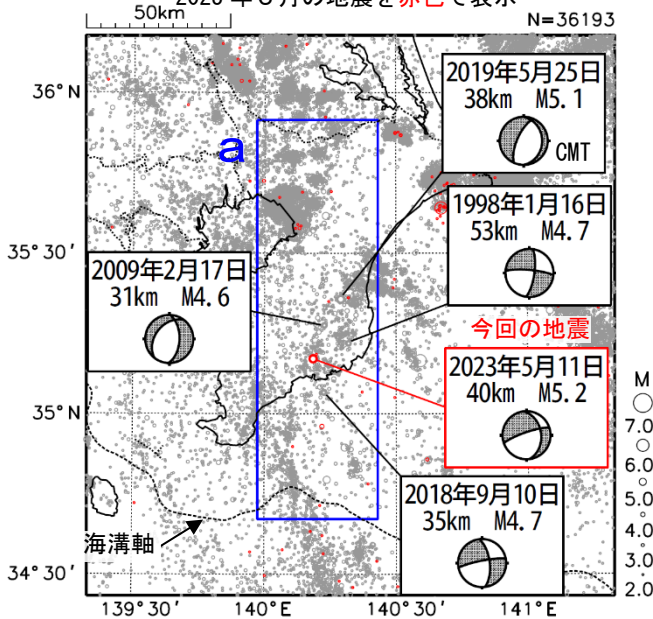 50km
N=36193
36°N
35°30′
35°N
34°30′
139°30′
140°E
140°30′
141°E
a
2019年5月25日
38km M5.1
CMT
1998年1月16日
53km M4.7
2009年2月17日
31km M4.6
今回の地震
2023年5月11日
40km M5.2
2018年9月10日
35km M4.7
海溝軸
M
7.0
6.0
5.0
4.0
3.0
2.0